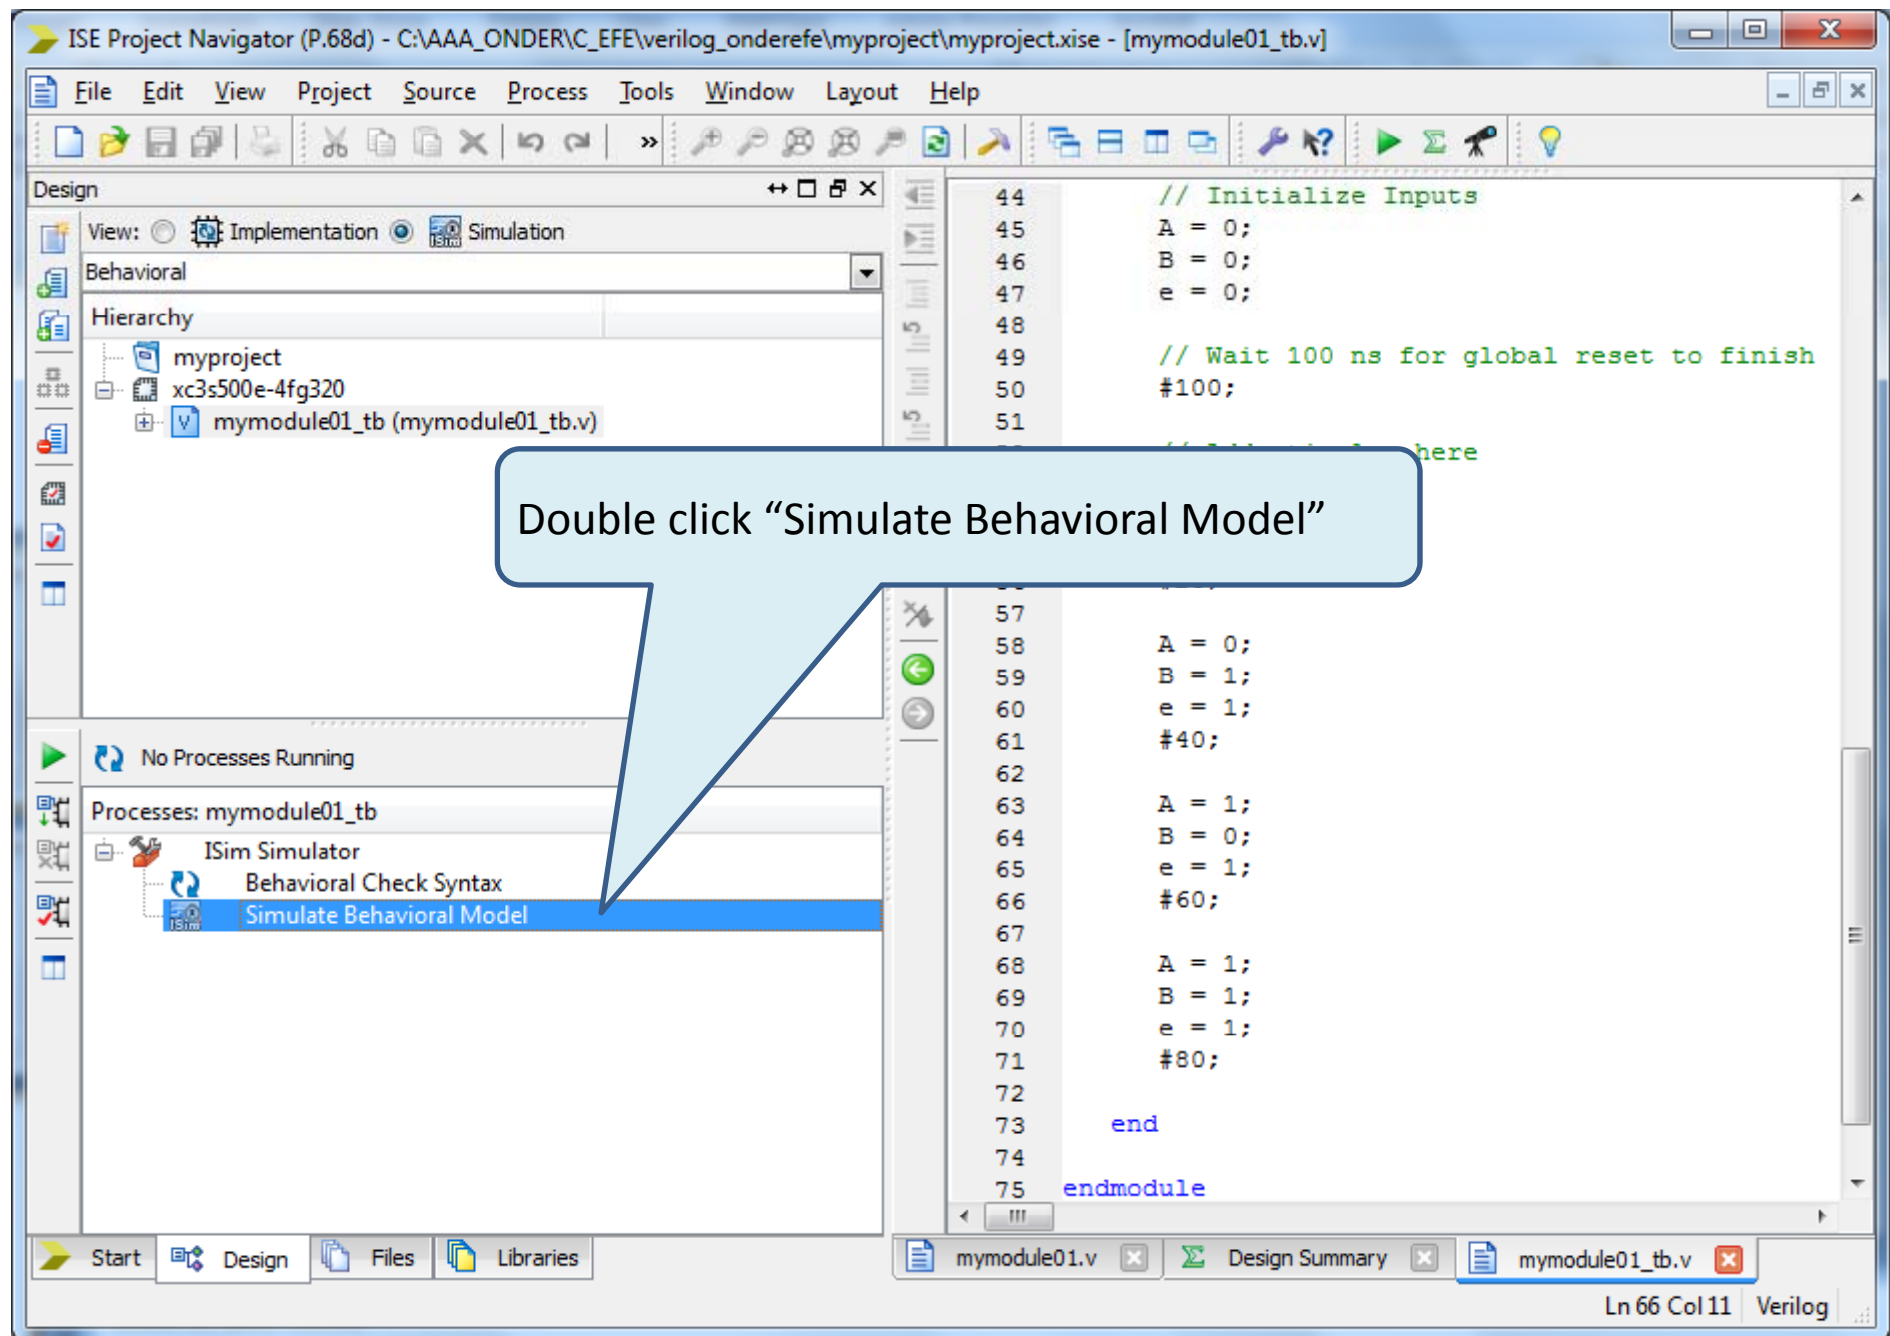 ISE Project Navigator (P.68d) - C:\AAA_ONDER\C_EFE\verilog_onderefe\myproject\myproject.xise - [mymodule01_tb.v]
File Edit View Project Source Process Tools Window Layout Help
Design
View: Implementation Simulation
Behavioral
Hierarchy
myproject
xc3s500e-4fg320
mymodule01_tb (mymodule01_tb.v)
No Processes Running
Processes: mymodule01_tb
ISim Simulator
Behavioral Check Syntax
Simulate Behavioral Model
Start Design Files Libraries
Double click “Simulate Behavioral Model”
44 // Initialize Inputs
45 A = 0;
46 B = 0;
47 e = 0;
48
49 // Wait 100 ns for global reset to finish
50 #100;
51
here
57
58 A = 0;
59 B = 1;
60 e = 1;
61 #40;
62
63 A = 1;
64 B = 0;
65 e = 1;
66 #60;
67
68 A = 1;
69 B = 1;
70 e = 1;
71 #80;
72
73 end
74
75 endmodule
mymodule01.v Design Summary mymodule01_tb.v
Ln 66 Col 11 Verilog